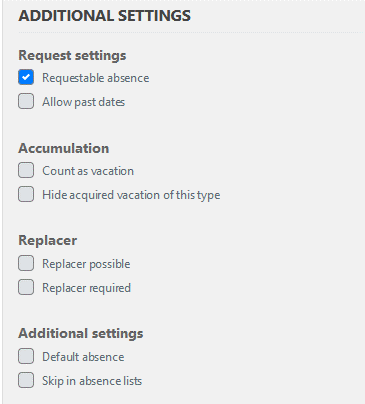 ADDITIONAL SETTINGS
Request settings
Requestable absence
Allow past dates
Accumulation
Count as vacation
Hide acquired vacation of this type
Replacer
Replacer possible
Replacer required
Additional settings
Default absence
Skip in absence lists